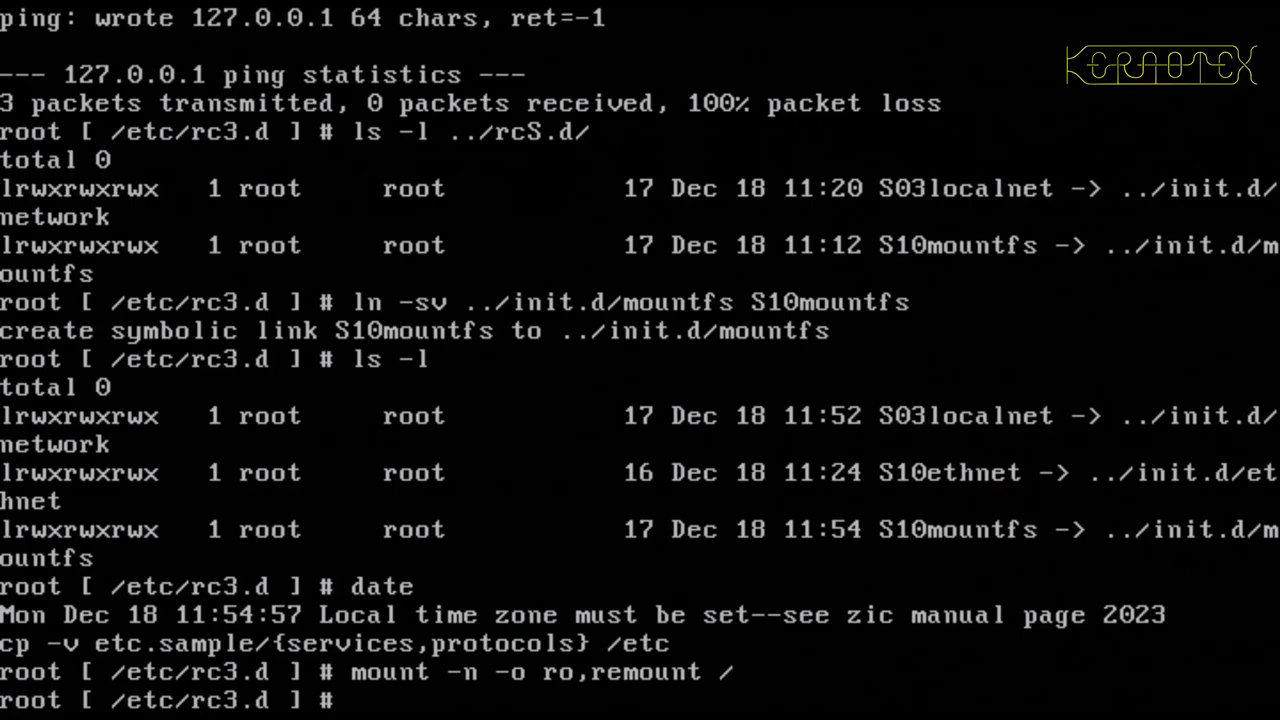 ping: wrote 127.0.0.1 64 chars, ret=-1
KERNOTEX
--- 127.0.0.1 ping statistics ---
3 packets transmitted, 0 packets received, 100% packet loss
root [ /etc/rc3.d ] # ls -l ../rcS.d/
total 0
lrwxrwxrwx   1 root     root           17 Dec 18 11:20 S03localnet -> ../init.d/
network
lrwxrwxrwx   1 root     root           17 Dec 18 11:12 S10mountfs -> ../init.d/m
ountfs
root [ /etc/rc3.d ] # ln -sv ../init.d/mountfs S10mountfs
create symbolic link S10mountfs to ../init.d/mountfs
root [ /etc/rc3.d ] # ls -l
total 0
lrwxrwxrwx   1 root     root           17 Dec 18 11:52 S03localnet -> ../init.d/
network
lrwxrwxrwx   1 root     root           16 Dec 18 11:24 S10ethnet -> ../init.d/et
hnet
lrwxrwxrwx   1 root     root           17 Dec 18 11:54 S10mountfs -> ../init.d/m
ountfs
root [ /etc/rc3.d ] # date
Mon Dec 18 11:54:57 Local time zone must be set--see zic manual page 2023
cp -v etc.sample/{services,protocols} /etc
root [ /etc/rc3.d ] # mount -n -o ro,remount /
root [ /etc/rc3.d ] #